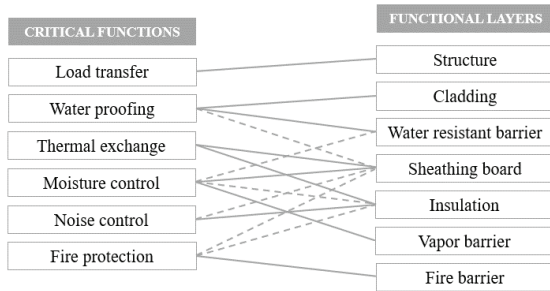 CRITICAL FUNCTIONS
Load transfer
Water proofing
Thermal exchange
Moisture control
Noise control
Fire protection
FUNCTIONAL LAYERS
Structure
Cladding
Water resistant barrier
Sheathing board
Insulation
Vapor barrier
Fire barrier